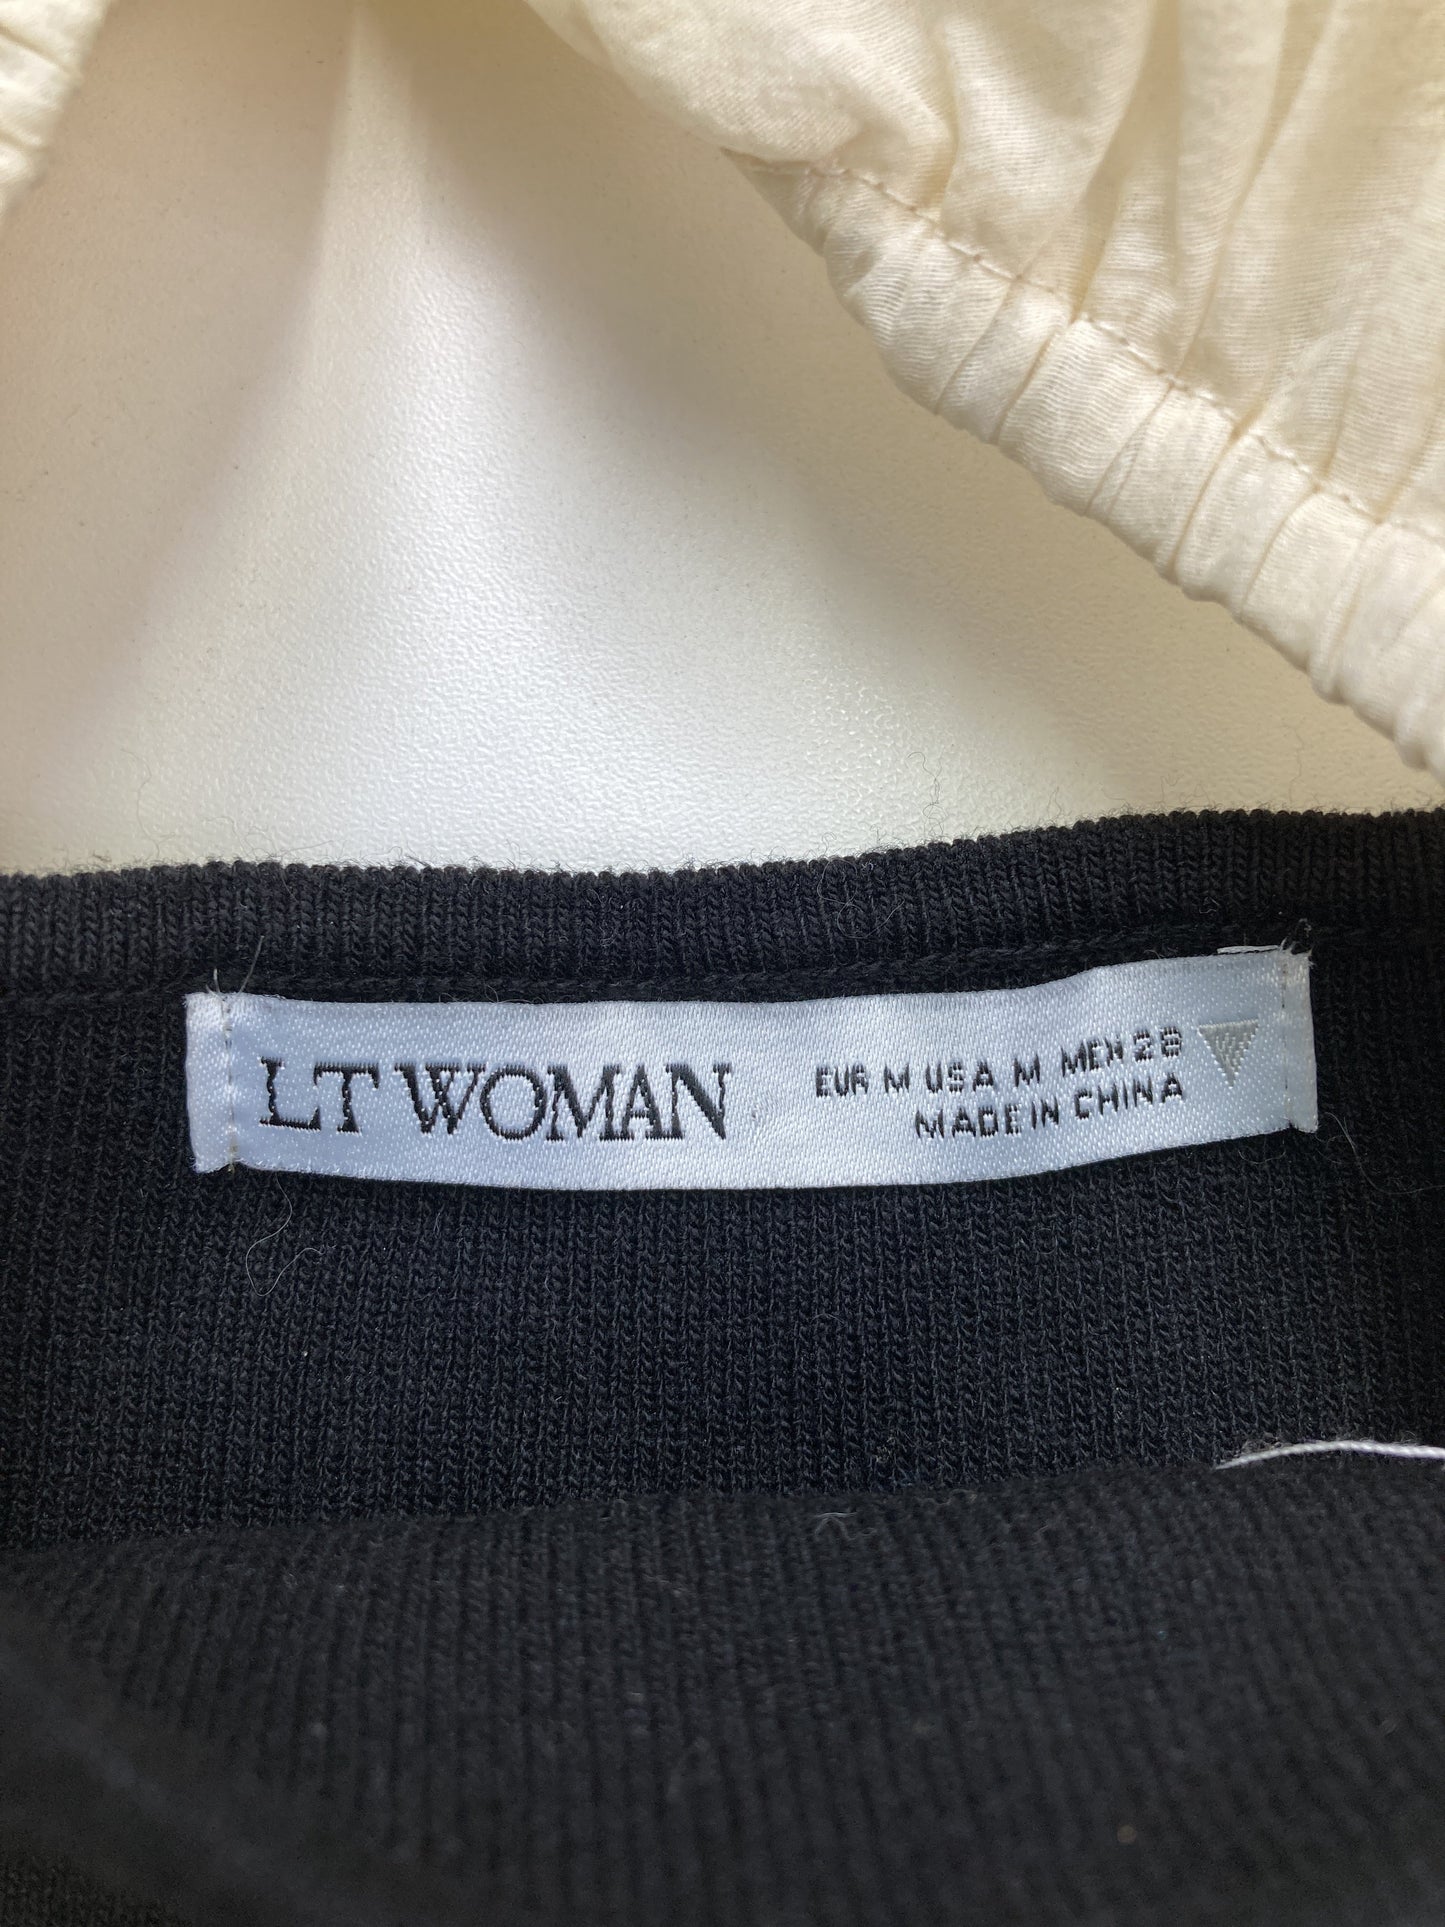 LT WOMAN
EUR M USA M MEX 28
MADE IN CHINA